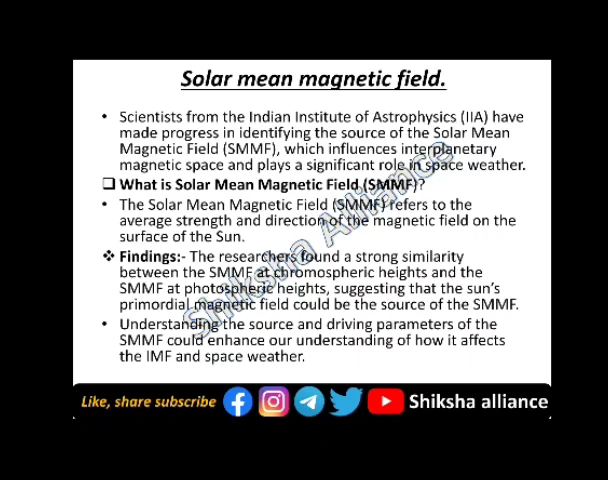 Solar mean magnetic field.
• Scientists from the Indian Institute of Astrophysics (IIA) have
made progress in identifying the source of the Solar Mean
Magnetic Field (SMMF), which influences interplanetary
magnetic space and plays a significant role in space weather.
❑ What is Solar Mean Magnetic Field (SMMF)?
• The Solar Mean Magnetic Field (SMMF) refers to the
average strength and direction of the magnetic field on the
surface of the Sun.
❖ Findings:- The researchers found a strong similarity
between the SMMF at chromospheric heights and the
SMMF at photospheric heights, suggesting that the sun's
primordial magnetic field could be the source of the SMMF.
• Understanding the source and driving parameters of the
SMMF could enhance our understanding of how it affects
the IMF and space weather.
Shiksha Alliance
Like, share subscribe Shiksha alliance